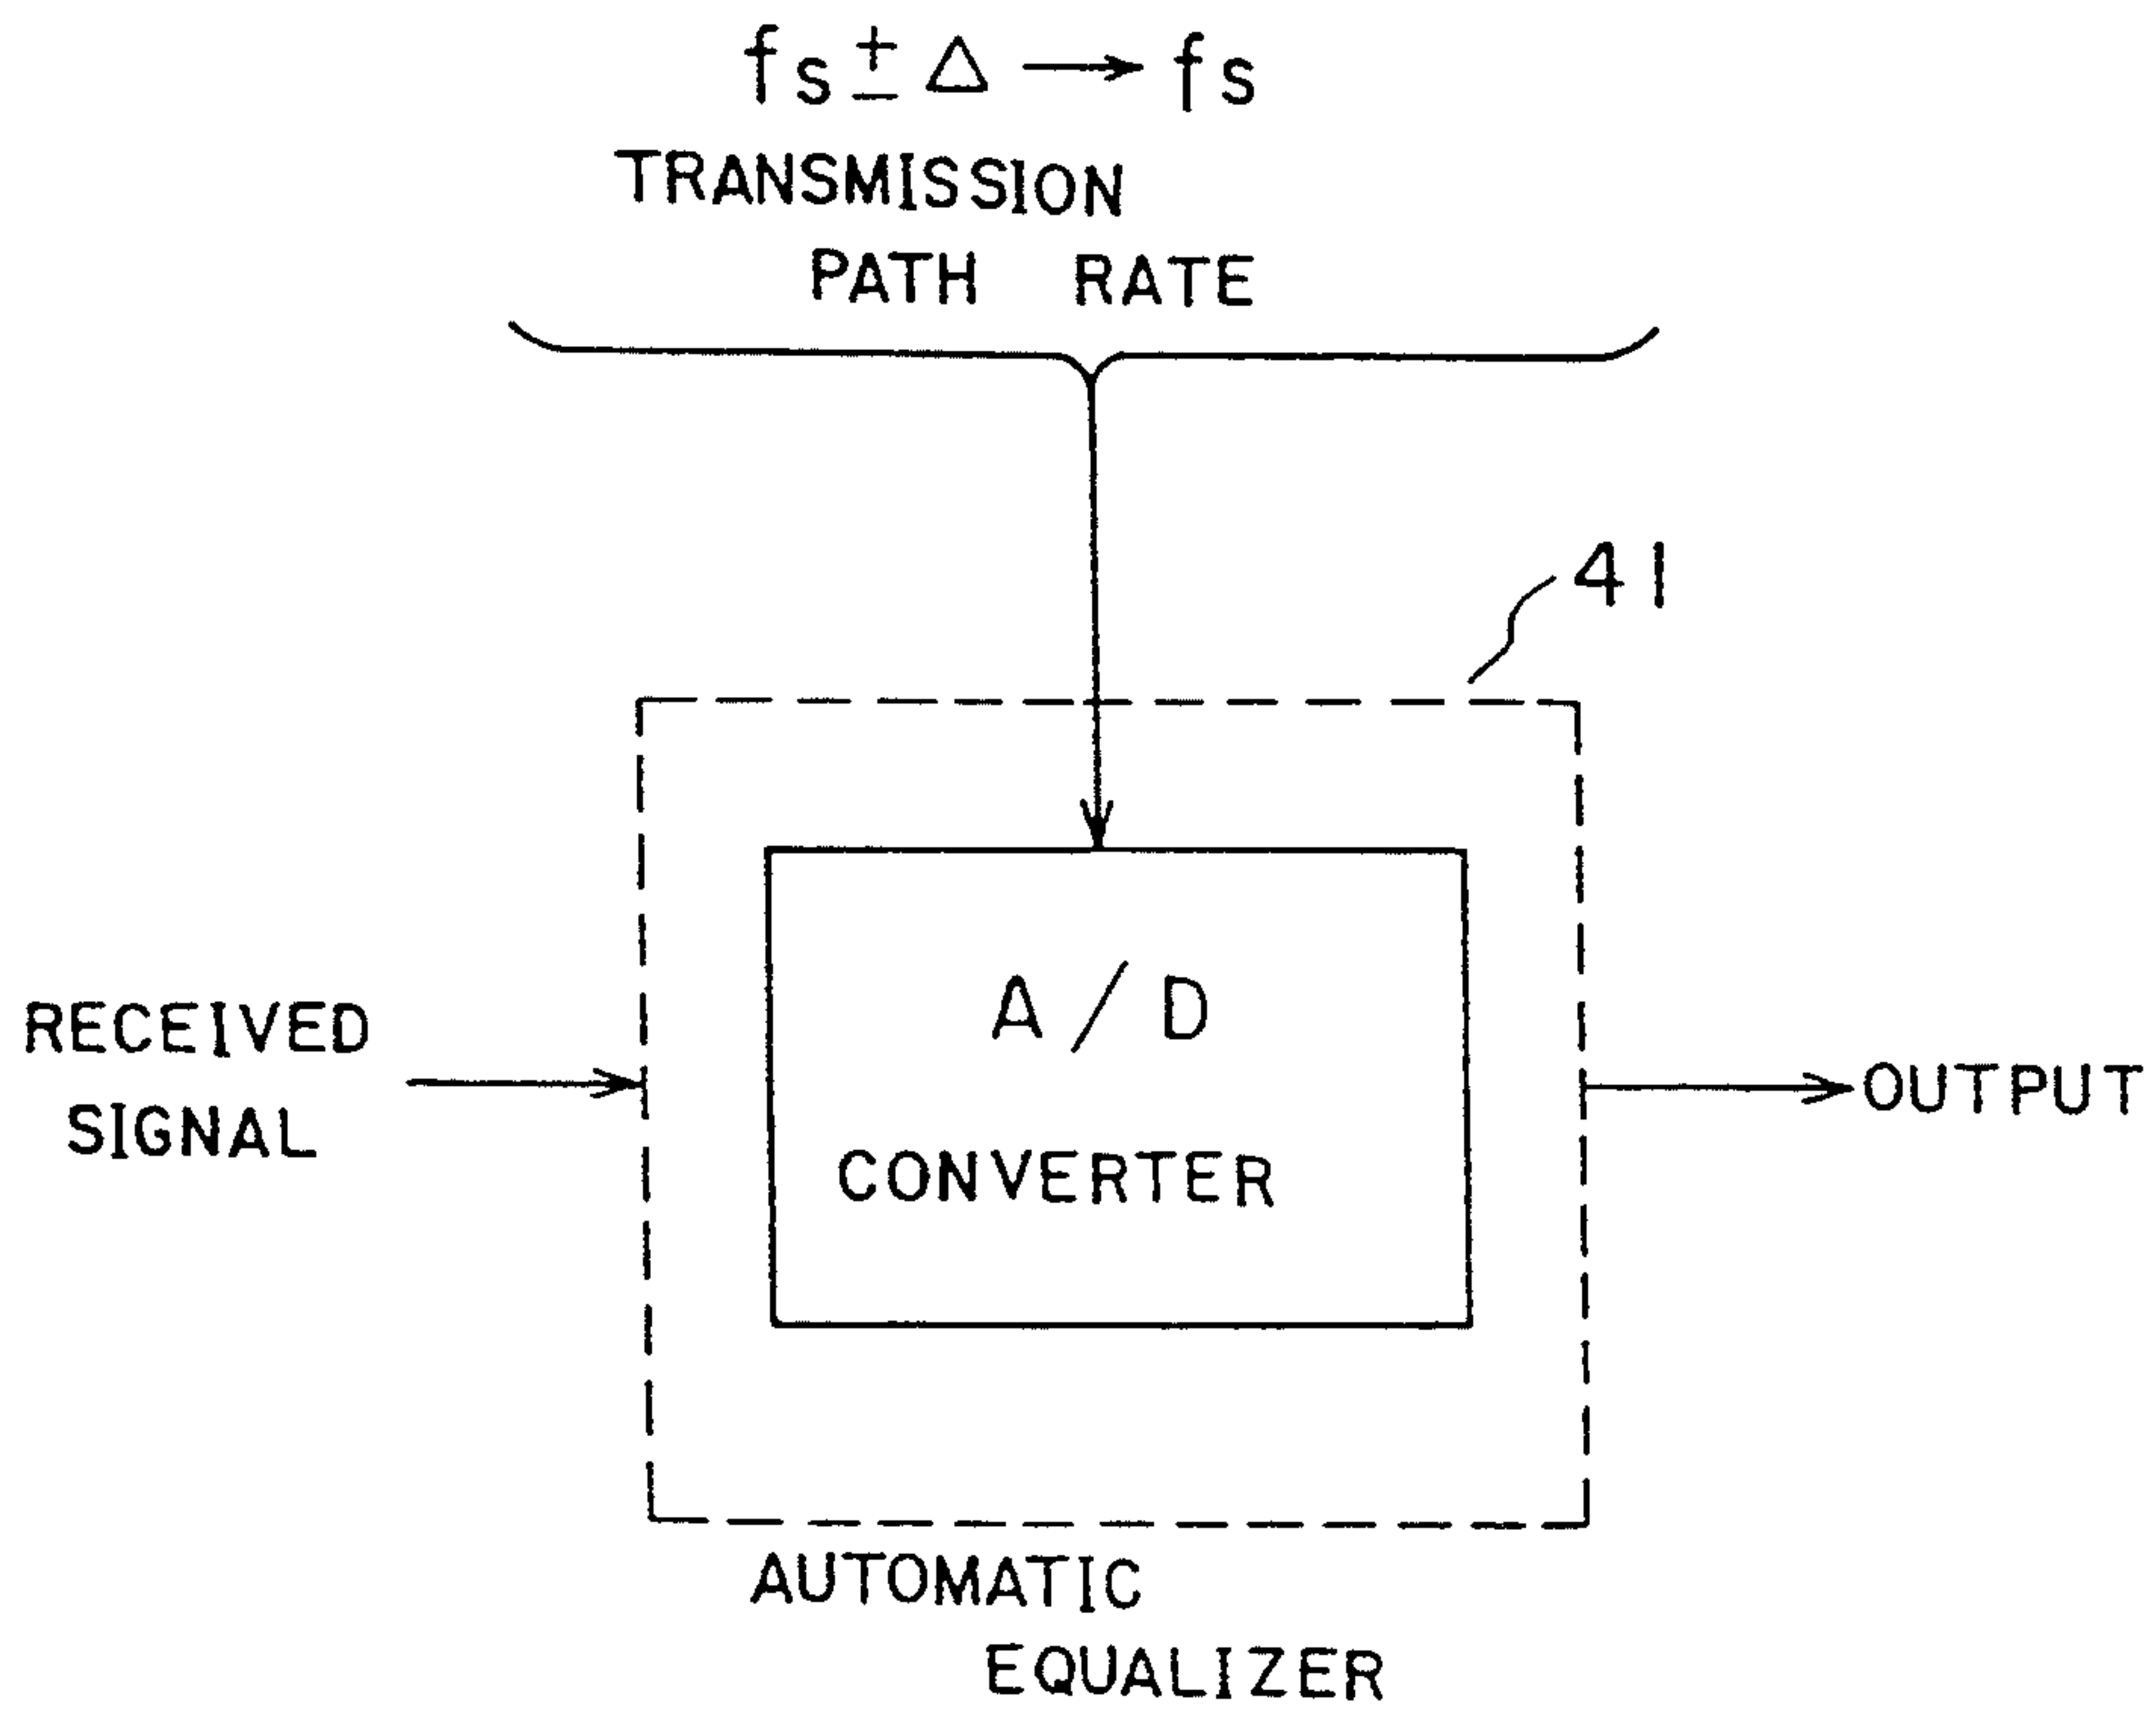 fs ± △ → fs
TRANSMISSION
PATH RATE
41
A/D
CONVERTER
RECEIVED
SIGNAL
OUTPUT
AUTOMATIC
EQUALIZER